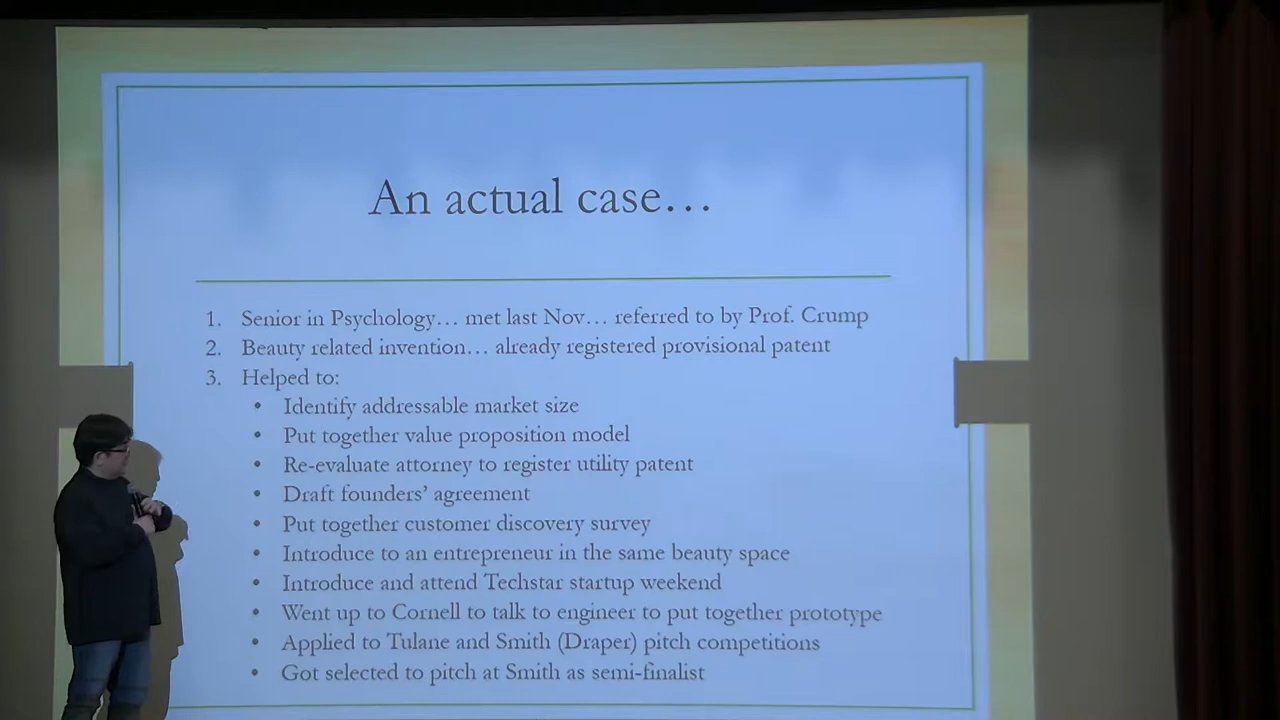 An actual case…
1. Senior in Psychology… met last Nov… referred to by Prof. Crump
2. Beauty related invention… already registered provisional patent
3. Helped to:
• Identify addressable market size
• Put together value proposition model
• Re-evaluate attorney to register utility patent
• Draft founders’ agreement
• Put together customer discovery survey
• Introduce to an entrepreneur in the same beauty space
• Introduce and attend Techstar startup weekend
• Went up to Cornell to talk to engineer to put together prototype
• Applied to Tulane and Smith (Draper) pitch competitions
• Got selected to pitch at Smith as semi-finalist